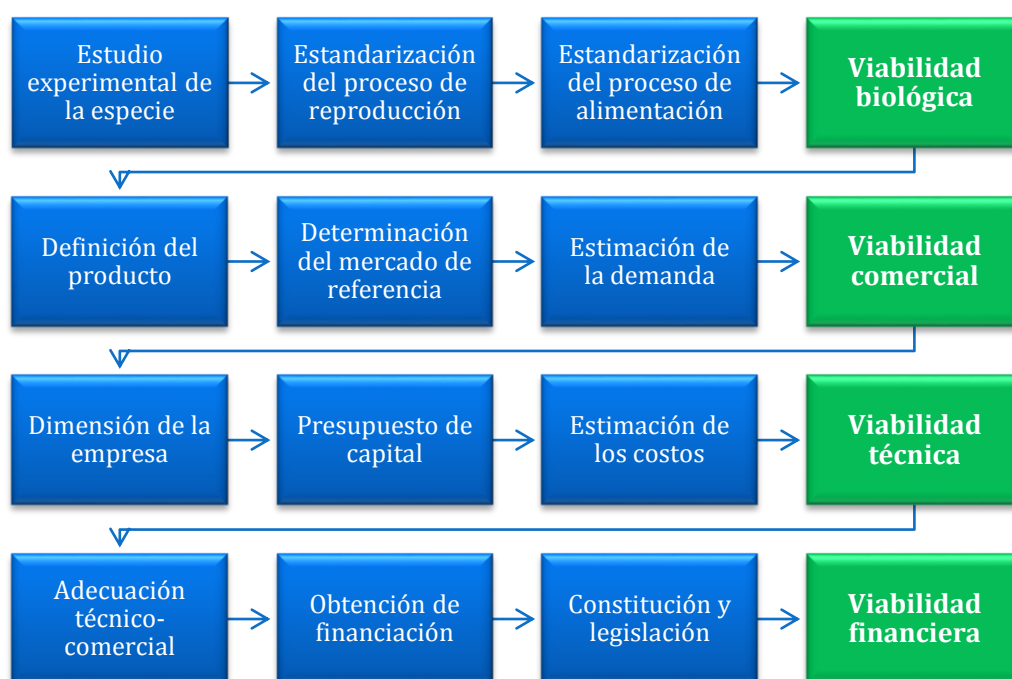 Estudio
experimental de
la especie
Estandarización
del proceso de
reproducción
Estandarización
del proceso de
alimentación
Viabilidad
biológica
Definición del
producto
Determinación
del mercado de
referencia
Estimación de
la demanda
Viabilidad
comercial
Dimensión de la
empresa
Presupuesto de
capital
Estimación de
los costos
Viabilidad
técnica
Adecuación
técnico-
comercial
Obtención de
financiación
Constitución y
legislación
Viabilidad
financiera